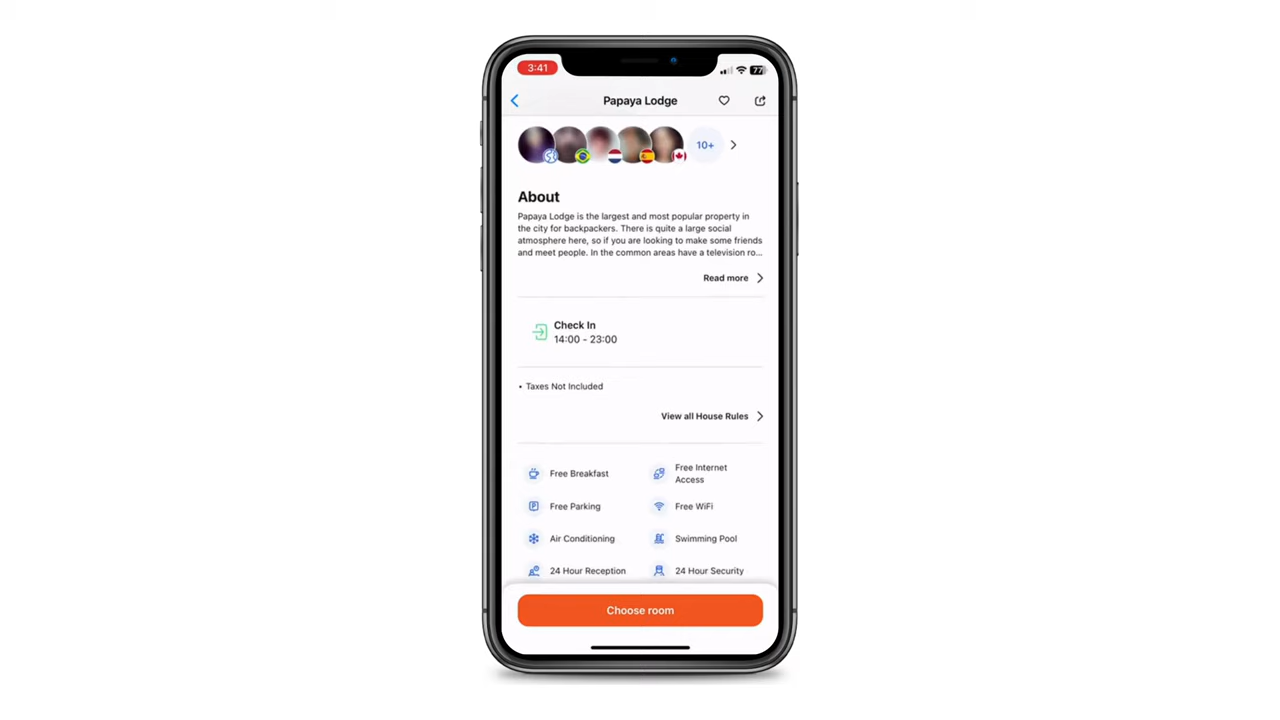 3:41
77
Papaya Lodge
10+
About
Papaya Lodge is the largest and most popular property in
the city for backpackers. There is quite a large social
atmosphere here, so if you are looking to make some friends
and meet people. In the common areas have a television ro...
Read more
Check In
14:00 - 23:00
• Taxes Not Included
View all House Rules
Free Breakfast
Free Internet
Access
Free Parking
Free WiFi
Air Conditioning
Swimming Pool
24 Hour Reception
24 Hour Security
Choose room